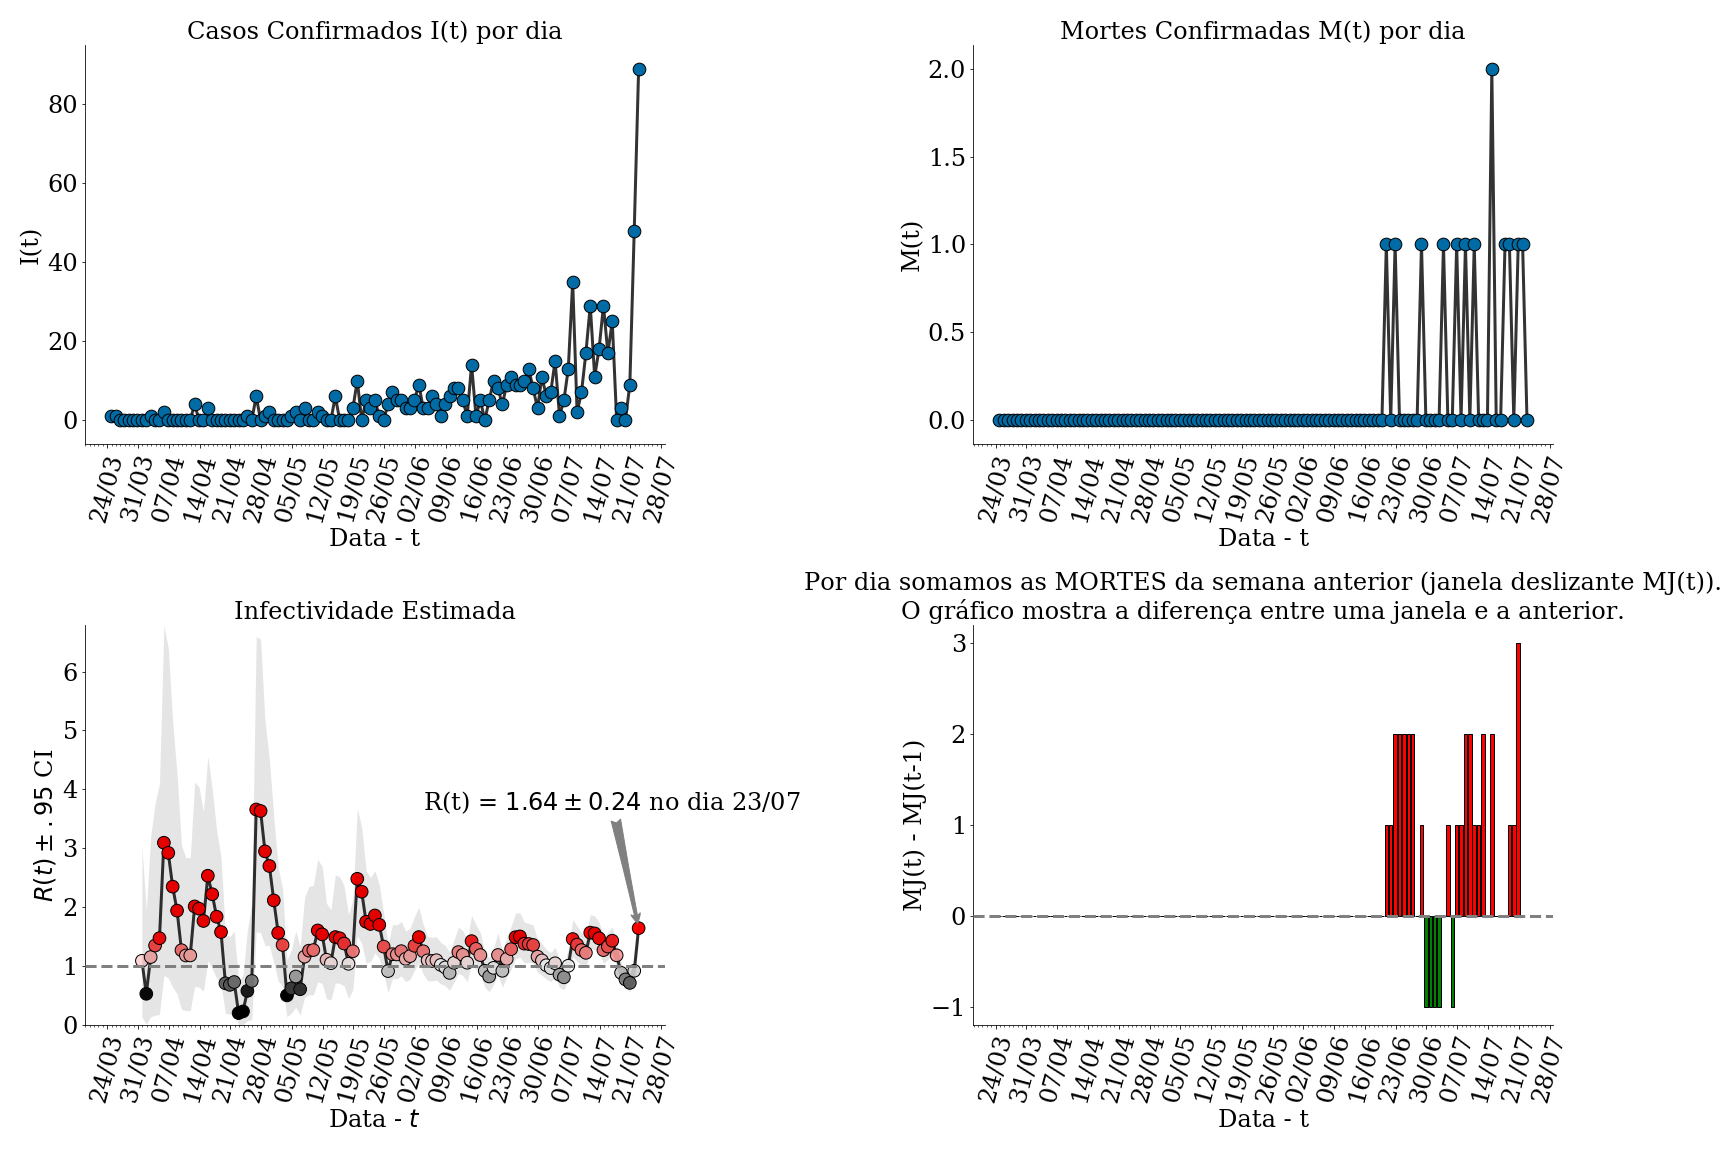 Casos Confirmados I(t) por dia
I(t)
80
60
40
20
0
24/03 31/03 07/04 14/04 21/04 28/04 05/05 12/05 19/05 26/05 02/06 09/06 16/06 23/06 30/06 07/07 14/07 21/07 28/07
Data - t
Mortes Confirmadas M(t) por dia
M(t)
2.0
1.5
1.0
0.5
0.0
24/03 31/03 07/04 14/04 21/04 28/04 05/05 12/05 19/05 26/05 02/06 09/06 16/06 23/06 30/06 07/07 14/07 21/07 28/07
Data - t
Infectividade Estimada
R(t) ± .95 CI
6
5
4
3
2
1
0
R(t) = 1.64 ± 0.24 no dia 23/07
24/03 31/03 07/04 14/04 21/04 28/04 05/05 12/05 19/05 26/05 02/06 09/06 16/06 23/06 30/06 07/07 14/07 21/07 28/07
Data - t
Por dia somamos as MORTES da semana anterior (janela deslizante MJ(t)).
O gráfico mostra a diferença entre uma janela e a anterior.
MJ(t) - MJ(t-1)
3
2
1
0
−1
24/03 31/03 07/04 14/04 21/04 28/04 05/05 12/05 19/05 26/05 02/06 09/06 16/06 23/06 30/06 07/07 14/07 21/07 28/07
Data - t